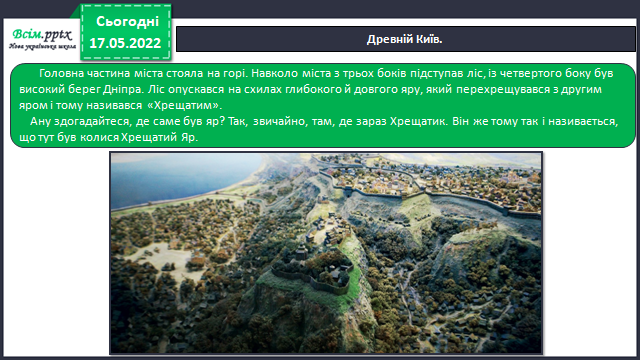 Всім.pptx
Нова українська школа
Сьогодні
17.05.2022
Древній Київ.
Головна частина міста стояла на горі. Навколо міста з трьох боків підступав ліс, із четвертого боку був
високий берег Дніпра. Ліс опускався на схилах глибокого й довгого яру, який перехрещувався з другим
яром і тому називався «Хрещатим».
Ану здогадайтеся, де саме був яр? Так, звичайно, там, де зараз Хрещатик. Він же тому так і називається,
що тут був колися Хрещатий Яр.